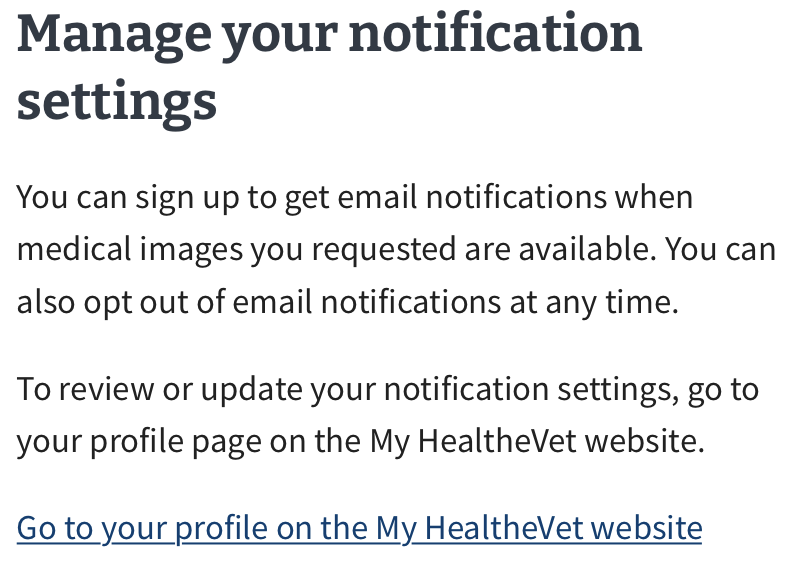 Manage your notification
settings
You can sign up to get email notifications when
medical images you requested are available. You can
also opt out of email notifications at any time.
To review or update your notification settings, go to
your profile page on the My HealtheVet website.
Go to your profile on the My HealtheVet website